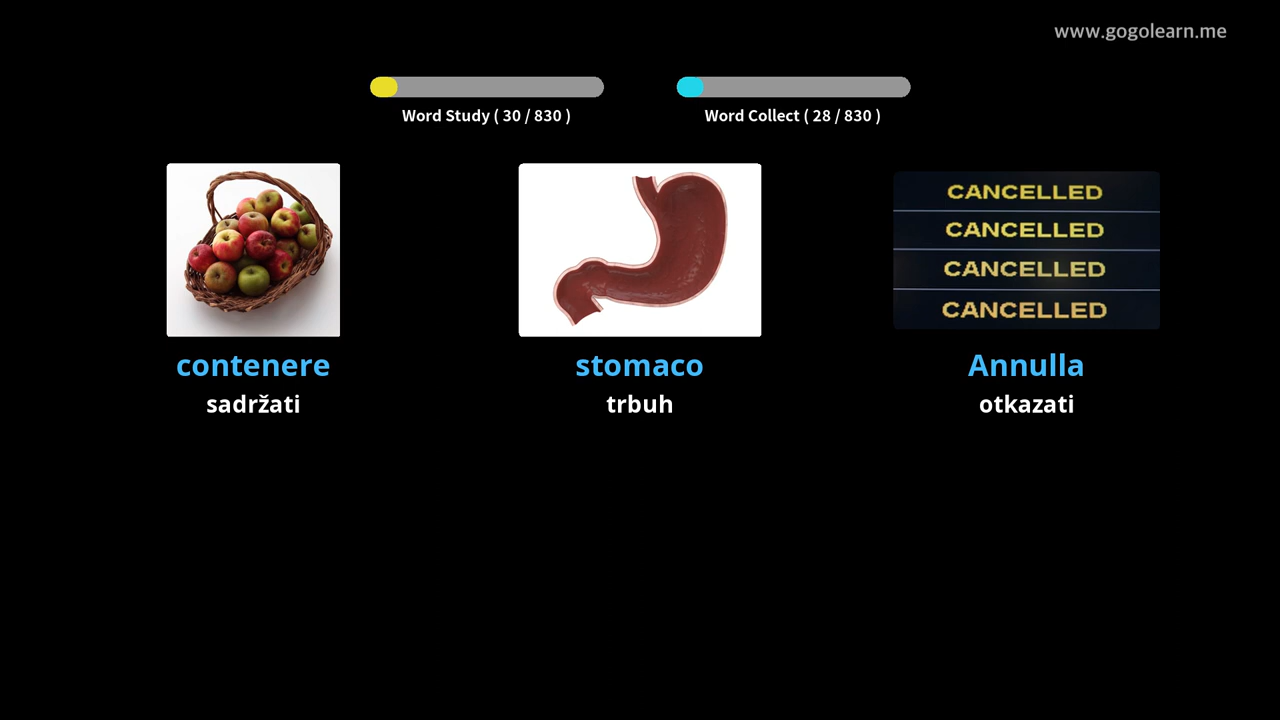 www.gogolearn.me
Word Study ( 30 / 830 )
Word Collect ( 28 / 830 )
CANCELLED
CANCELLED
CANCELLED
CANCELLED
contenere
stomaco
Annulla
sadržati
trbuh
otkazati